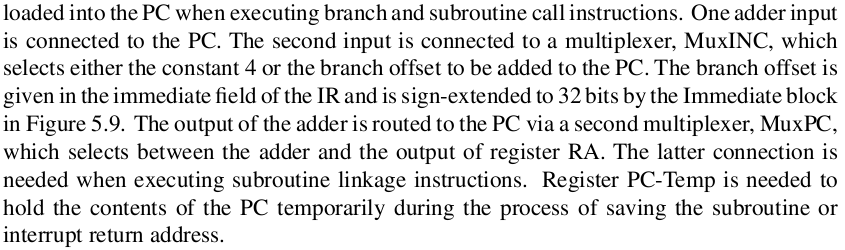 loaded into the PC when executing branch and subroutine call instructions. One adder input
is connected to the PC. The second input is connected to a multiplexer, MuxINC, which
selects either the constant 4 or the branch offset to be added to the PC. The branch offset is
given in the immediate field of the IR and is sign-extended to 32 bits by the Immediate block
in Figure 5.9. The output of the adder is routed to the PC via a second multiplexer, MuxPC,
which selects between the adder and the output of register RA. The latter connection is
needed when executing subroutine linkage instructions. Register PC-Temp is needed to
hold the contents of the PC temporarily during the process of saving the subroutine or
interrupt return address.